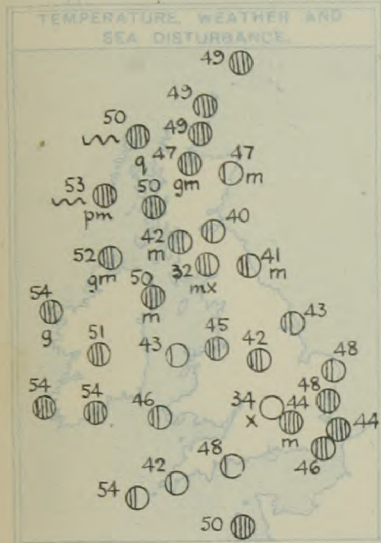 TEMPERATURE, WEATHER AND
SEA DISTURBANCE.
49
49
50
49
q 47 47
gm m
53 50
pm
40
42
m
52 32 41
gm mx m
50
m
54
g
43
51 43 45 42
48
48
54 54 46 34 44 44
x m
46
48
42
54
50